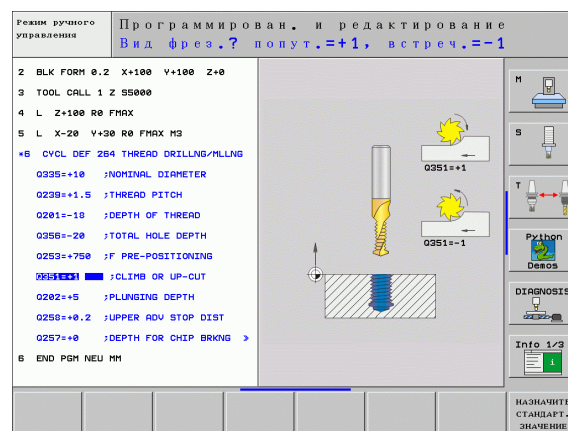 Режим ручного
управления
Программиров ван. и редактирование
Вид фрез.? попут.=+1, встреч.=-1
2 BLK FORM 0.2 X+100 Y+100 Z+0
3 TOOL CALL 1 Z S5000
4 L Z+100 R0 FMAX
5 L X-20 Y+30 R0 FMAX M3
*6 CYCL DEF 264 THREAD DRILLNG/MLLNG
Q335=+10 ;NOMINAL DIAMETER
Q239=+1.5 ;THREAD PITCH
Q201=-18 ;DEPTH OF THREAD
Q356=-20 ;TOTAL HOLE DEPTH
Q253=+750 ;F PRE-POSITIONING
Q351=+1 ;CLIMB OR UP-CUT
Q202=+5 ;PLUNGING DEPTH
Q258=+0.2 ;UPPER ADV STOP DIST
Q257=+0 ;DEPTH FOR CHIP BRKNG »
6 END PGM NEU MM
Q351=+1
Q351=-1
M
S
T
Python
Demos
DIAGNOSIS
Info 1/3
i
НАЗНАЧИТЕ
СТАНДАРТ.
ЗНАЧЕНИЕ